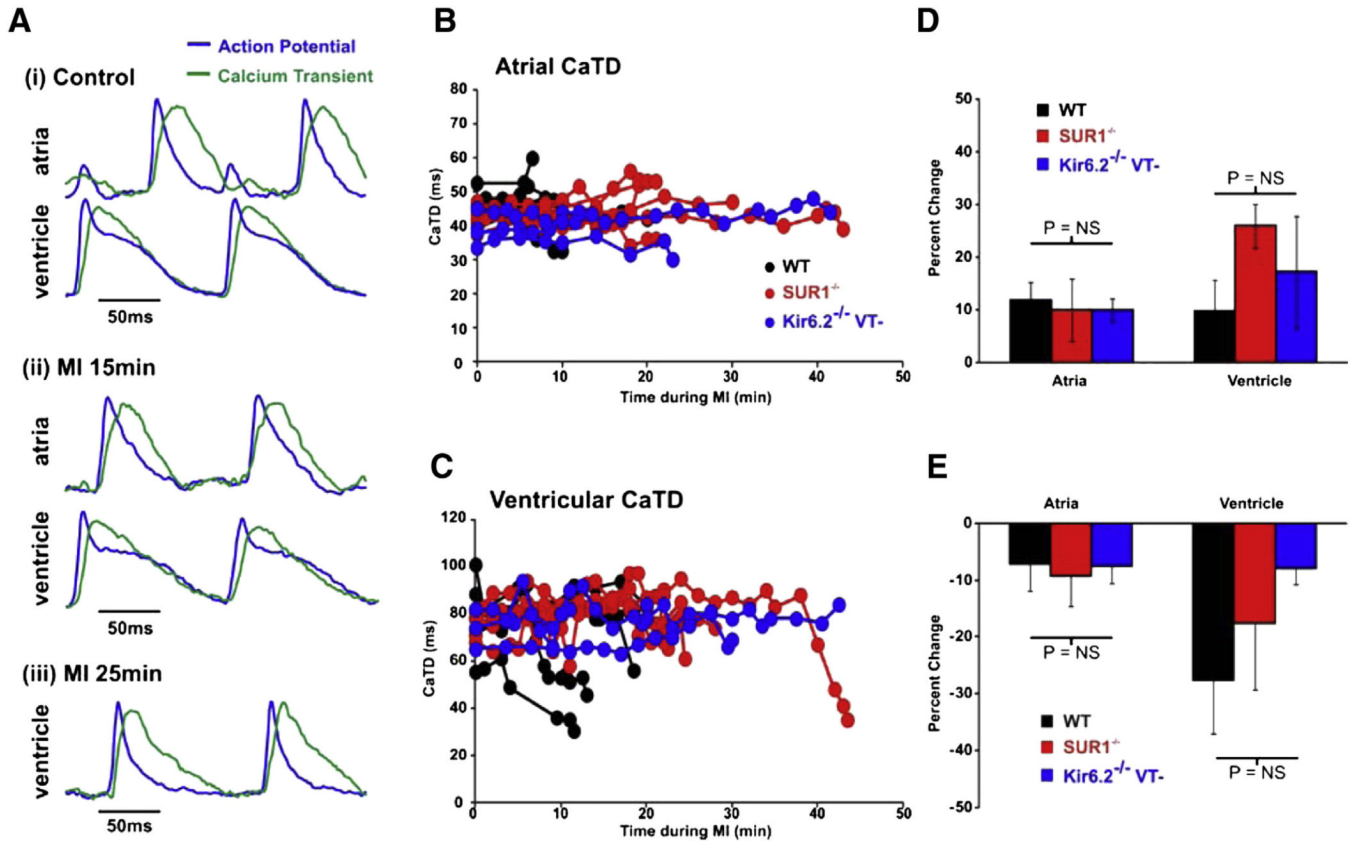 A
Action Potential
Calcium Transient
(i) Control
atria
ventricle
50ms
(ii) MI 15min
atria
ventricle
50ms
(iii) MI 25min
ventricle
50ms
B
Atrial CaTD
80
70
60
50
40
30
20
10
0
CaTD (ms)
WT
SUR1-/-
Kir6.2-/- VT-
0 10 20 30 40 50
Time during MI (min)
C
Ventricular CaTD
120
100
80
60
40
20
0
CaTD (ms)
0 10 20 30 40 50
Time during MI (min)
D
50
40
30
20
10
0
Percent Change
WT
SUR1-/-
Kir6.2-/- VT-
P = NS
P = NS
Atria Ventricle
E
Atria Ventricle
0
-10
-20
-30
-40
-50
Percent Change
P = NS
WT
SUR1-/-
Kir6.2-/- VT-
P = NS